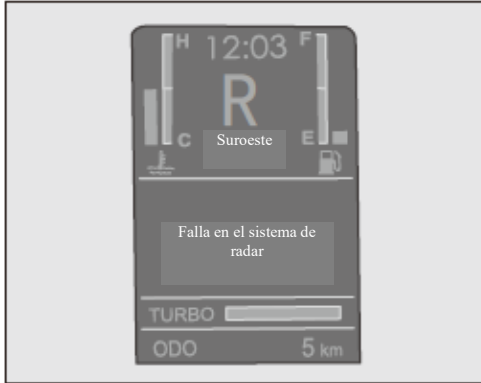 H 12:03 F
R
C Suroeste E
Falla en el sistema de
radar
TURBO
ODO 5 km